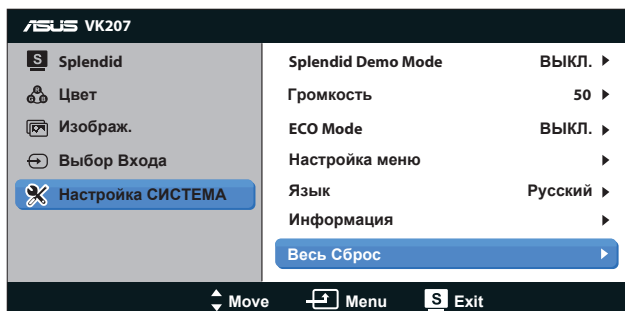 ASUS VK207
S Splendid
Цвет
Изображ.
Выбор Входа
Настройка СИСТЕМА
Splendid Demo Mode ВЫКЛ.
Громкость 50
ECO Mode ВЫКЛ.
Настройка меню
Язык Русский
Информация
Весь Сброс
Move Menu S Exit